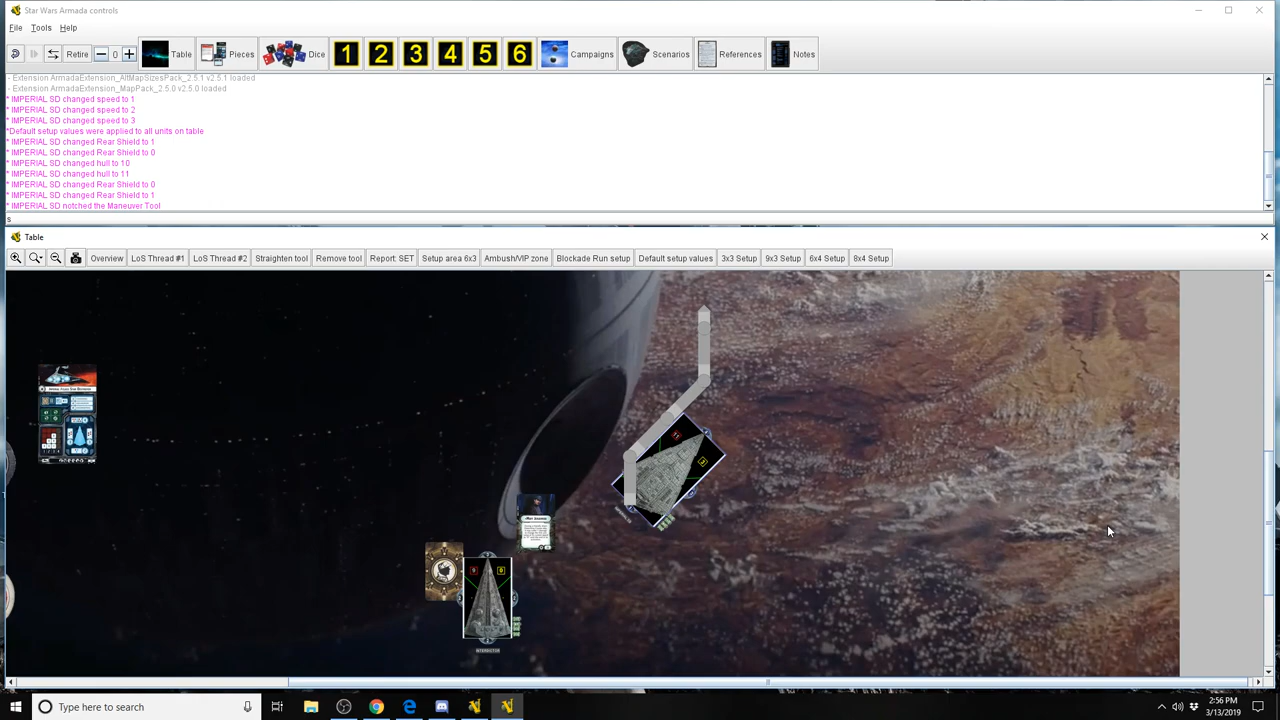 Star Wars Armada controls
File Tools Help
Retire 0 Table Pieces Dice 1 2 3 4 5 6 Campaigns Scenarios References Notes
- Extension ArmadaExtension_AltMapSizesPack_2.5.1 v2.5.1 loaded
- Extension ArmadaExtension_MapPack_2.5.0 v2.5.0 loaded
* IMPERIAL SD changed speed to 1
* IMPERIAL SD changed speed to 2
* IMPERIAL SD changed speed to 3
*Default setup values were applied to all units on table
* IMPERIAL SD changed Rear Shield to 1
* IMPERIAL SD changed Rear Shield to 0
* IMPERIAL SD changed hull to 10
* IMPERIAL SD changed hull to 11
* IMPERIAL SD changed Rear Shield to 0
* IMPERIAL SD changed Rear Shield to 1
* IMPERIAL SD notched the Maneuver Tool
s
Table
Overview LoS Thread #1 LoS Thread #2 Straighten tool Remove tool Report: SET Setup area 6x3 Ambush/VIP zone Blockade Run setup Default setup values 3x3 Setup 9x3 Setup 6x4 Setup 8x4 Setup
11
3
9 0
INTERDICTOR
Type here to search
2:56 PM
3/13/2019